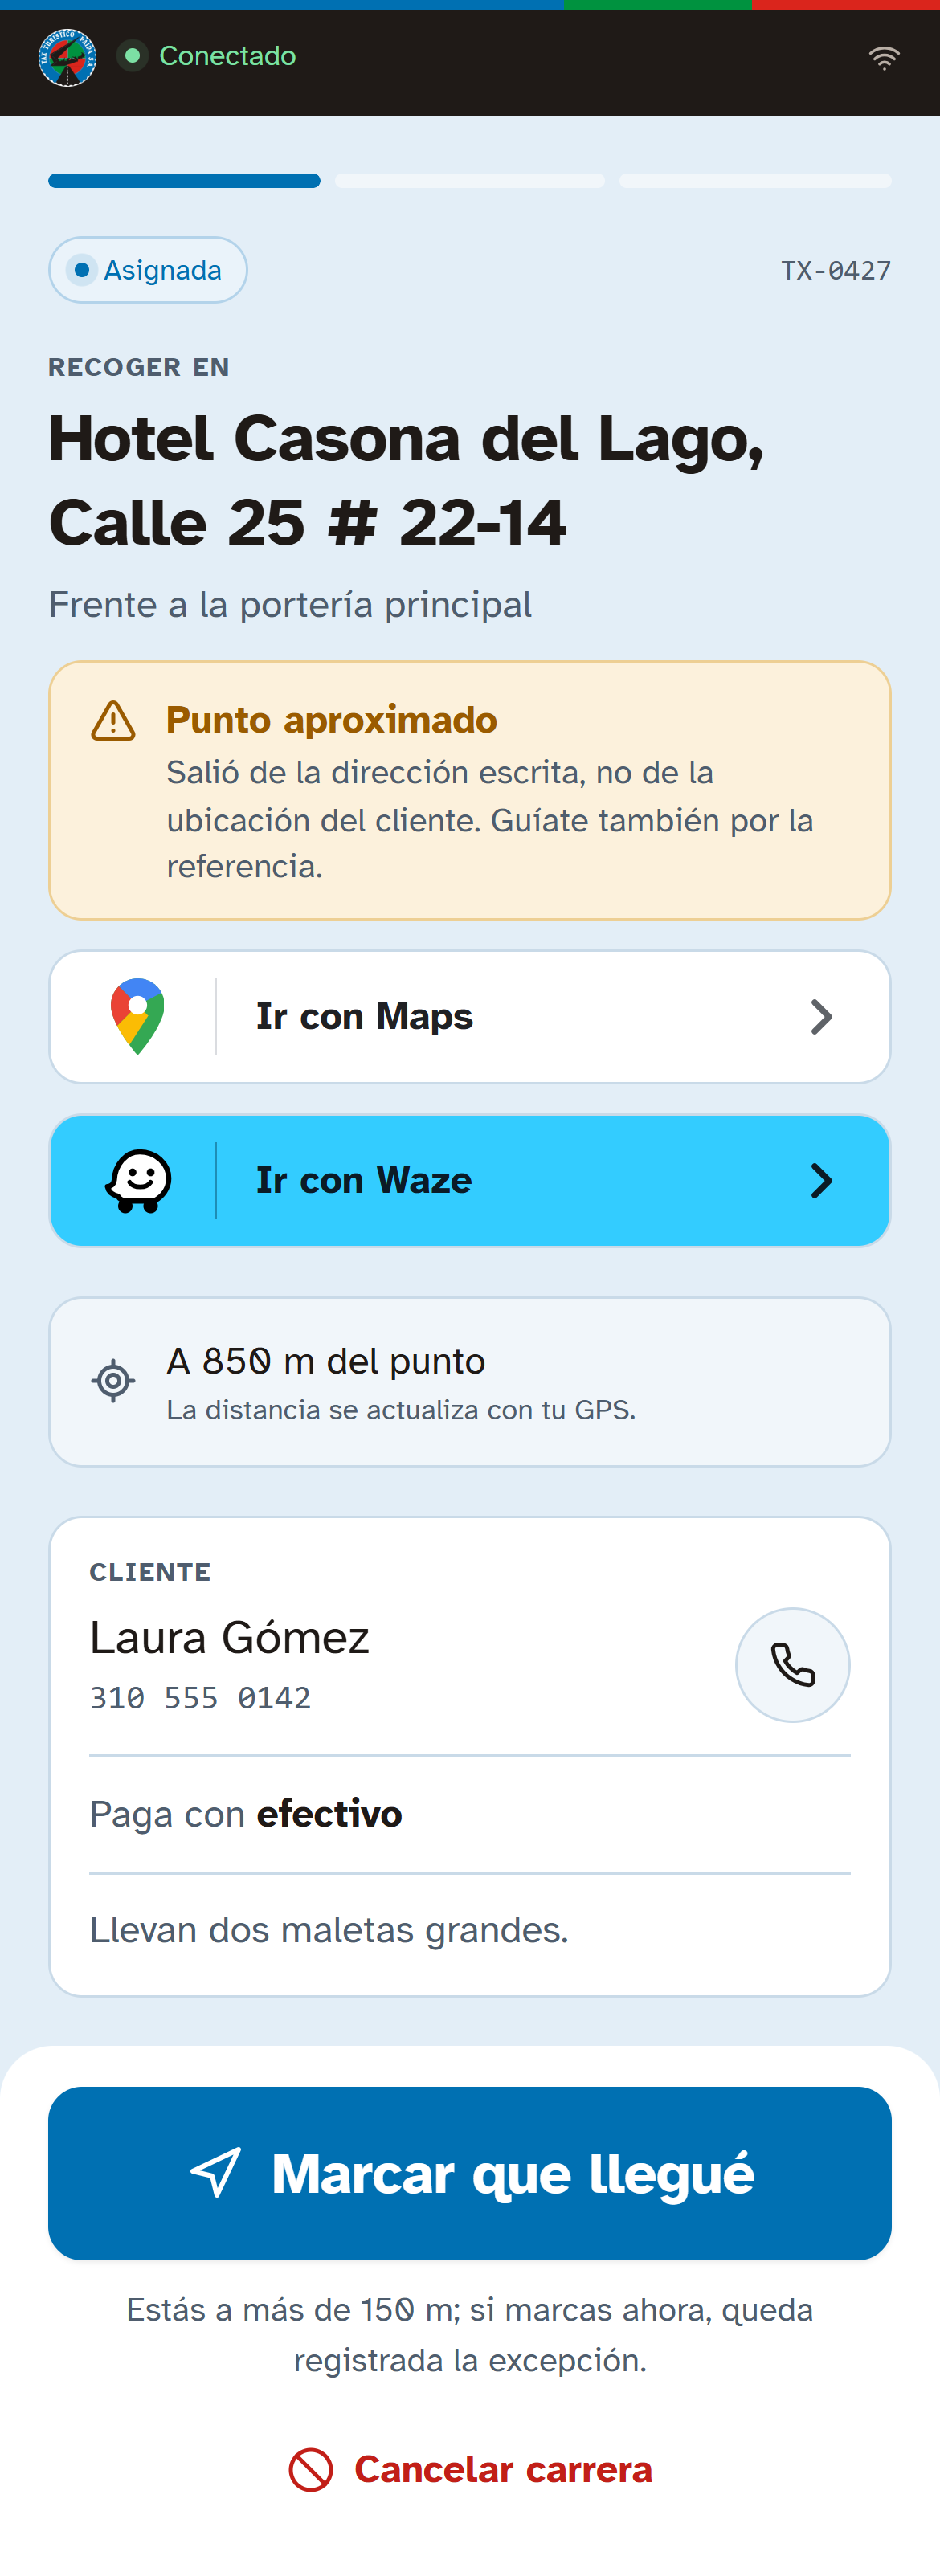 TAX TURISTICO PAIPA S.A
Conectado
Asignada
TX-0427
RECOGER EN
Hotel Casona del Lago,
Calle 25 # 22-14
Frente a la portería principal
Punto aproximado
Salió de la dirección escrita, no de la
ubicación del cliente. Guíate también por la
referencia.
Ir con Maps
Ir con Waze
A 850 m del punto
La distancia se actualiza con tu GPS.
CLIENTE
Laura Gómez
310 555 0142
Paga con efectivo
Llevan dos maletas grandes.
Marcar que llegué
Estás a más de 150 m; si marcas ahora, queda
registrada la excepción.
Cancelar carrera